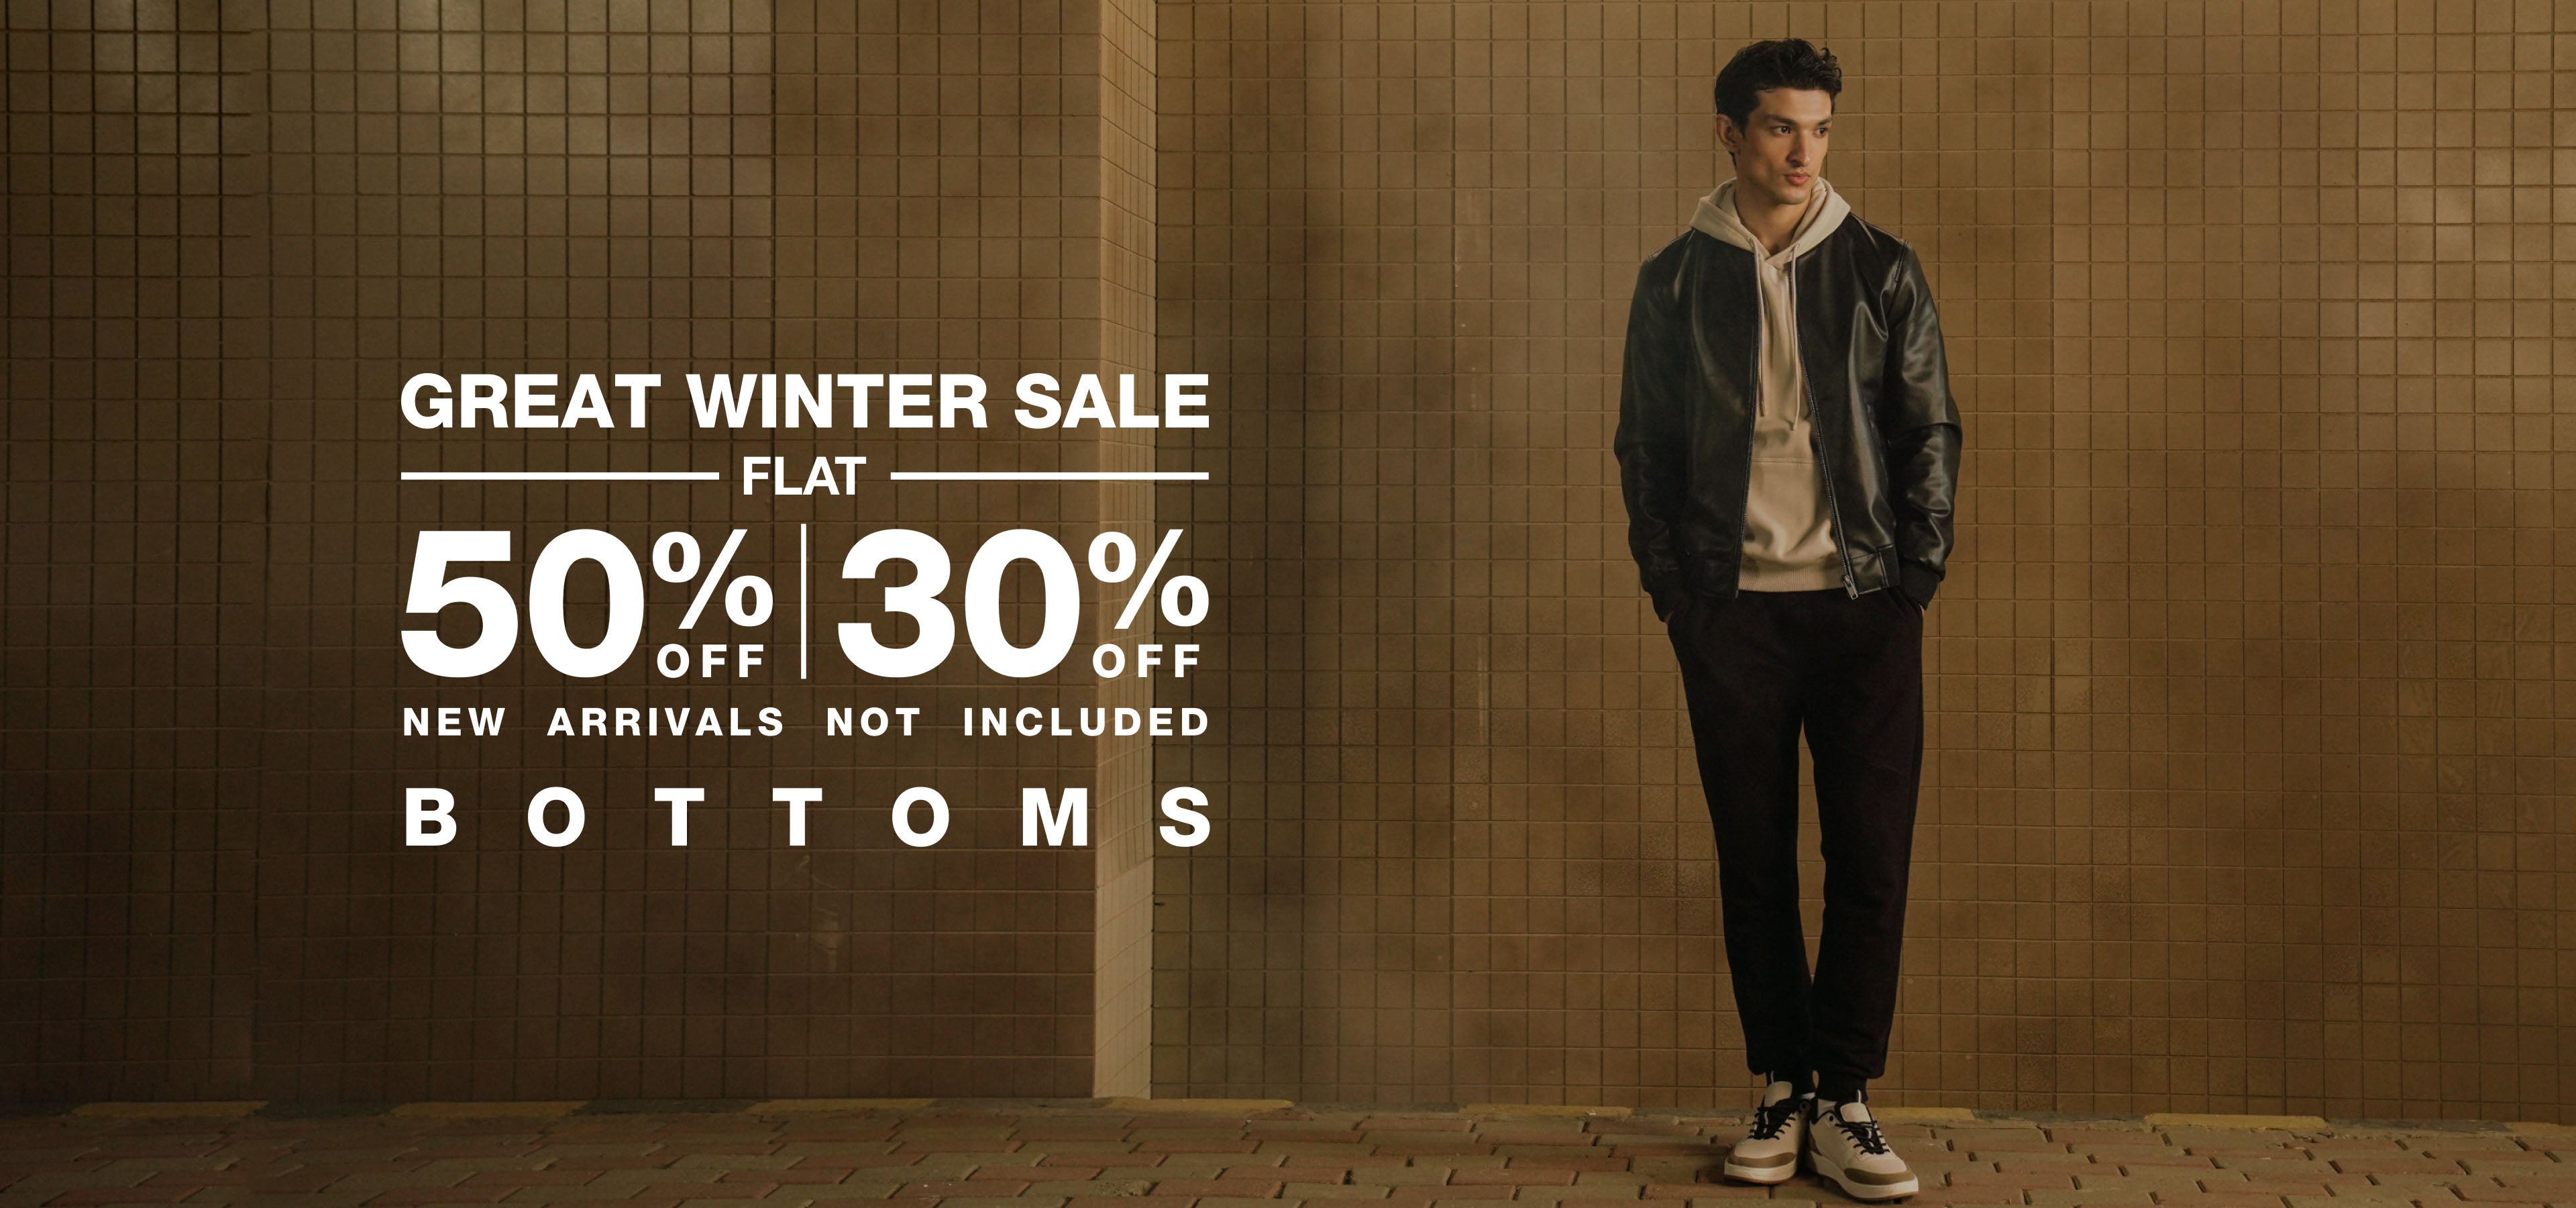 GREAT WINTER SALE
FLAT
50% OFF | 30% OFF
NEW ARRIVALS NOT INCLUDED
BOTTOMS